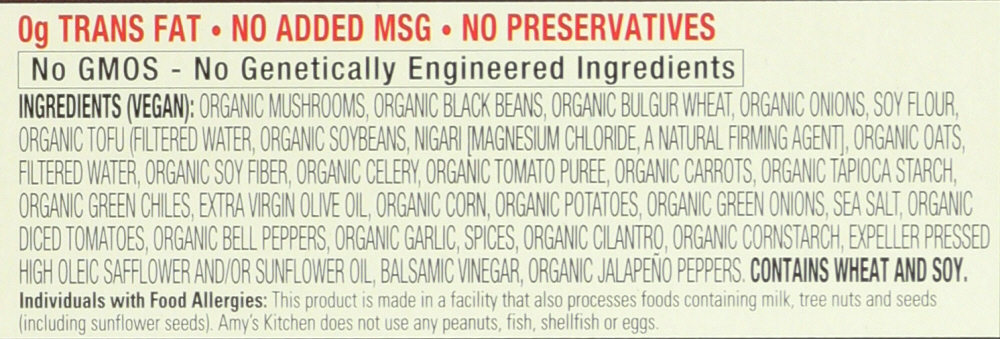 0g TRANS FAT • NO ADDED MSG • NO PRESERVATIVES
No GMOS - No Genetically Engineered Ingredients
INGREDIENTS (VEGAN): ORGANIC MUSHROOMS, ORGANIC BLACK BEANS, ORGANIC BULGUR WHEAT, ORGANIC ONIONS, SOY FLOUR,
ORGANIC TOFU (FILTERED WATER, ORGANIC SOYBEANS, NIGARI [MAGNESIUM CHLORIDE, A NATURAL FIRMING AGENT], ORGANIC OATS,
FILTERED WATER, ORGANIC SOY FIBER, ORGANIC CELERY, ORGANIC TOMATO PUREE, ORGANIC CARROTS, ORGANIC TAPIOCA STARCH,
ORGANIC GREEN CHILES, EXTRA VIRGIN OLIVE OIL, ORGANIC CORN, ORGANIC POTATOES, ORGANIC GREEN ONIONS, SEA SALT, ORGANIC
DICED TOMATOES, ORGANIC BELL PEPPERS, ORGANIC GARLIC, SPICES, ORGANIC CILANTRO, ORGANIC CORNSTARCH, EXPELLER PRESSED
HIGH OLEIC SAFFLOWER AND/OR SUNFLOWER OIL, BALSAMIC VINEGAR, ORGANIC JALAPEÑO PEPPERS. CONTAINS WHEAT AND SOY.
Individuals with Food Allergies: This product is made in a facility that also processes foods containing milk, tree nuts and seeds
(including sunflower seeds). Amy's Kitchen does not use any peanuts, fish, shellfish or eggs.